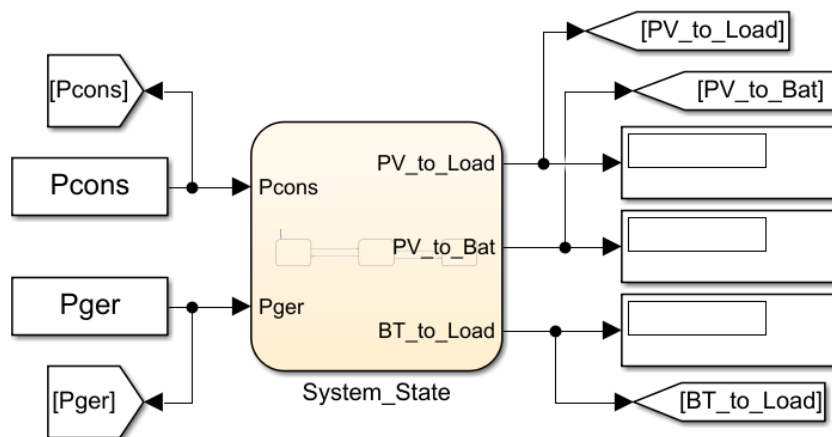 [PV_to_Load]
[Pcons]
[PV_to_Bat]
Pcons
Pcons
PV_to_Load
PV_to_Bat
Pger
Pger
BT_to_Load
[Pger]
System_State
[BT_to_Load]